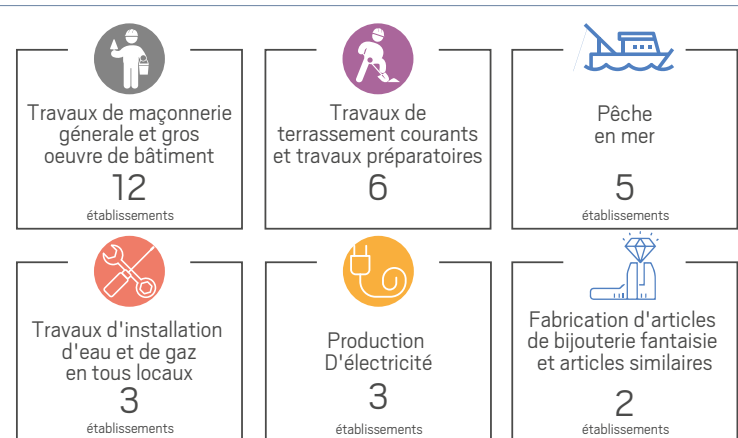 Travaux de maçonnerie
génerale et gros
oeuvre de bâtiment
12
établissements
Travaux de
terrassement courants
et travaux préparatoires
6
Pêche
en mer
5
établissements
Travaux d'installation
d'eau et de gaz
en tous locaux
3
établissements
Production
D'électricité
3
établissements
Fabrication d'articles
de bijouterie fantaisie
et articles similaires
2
établissements